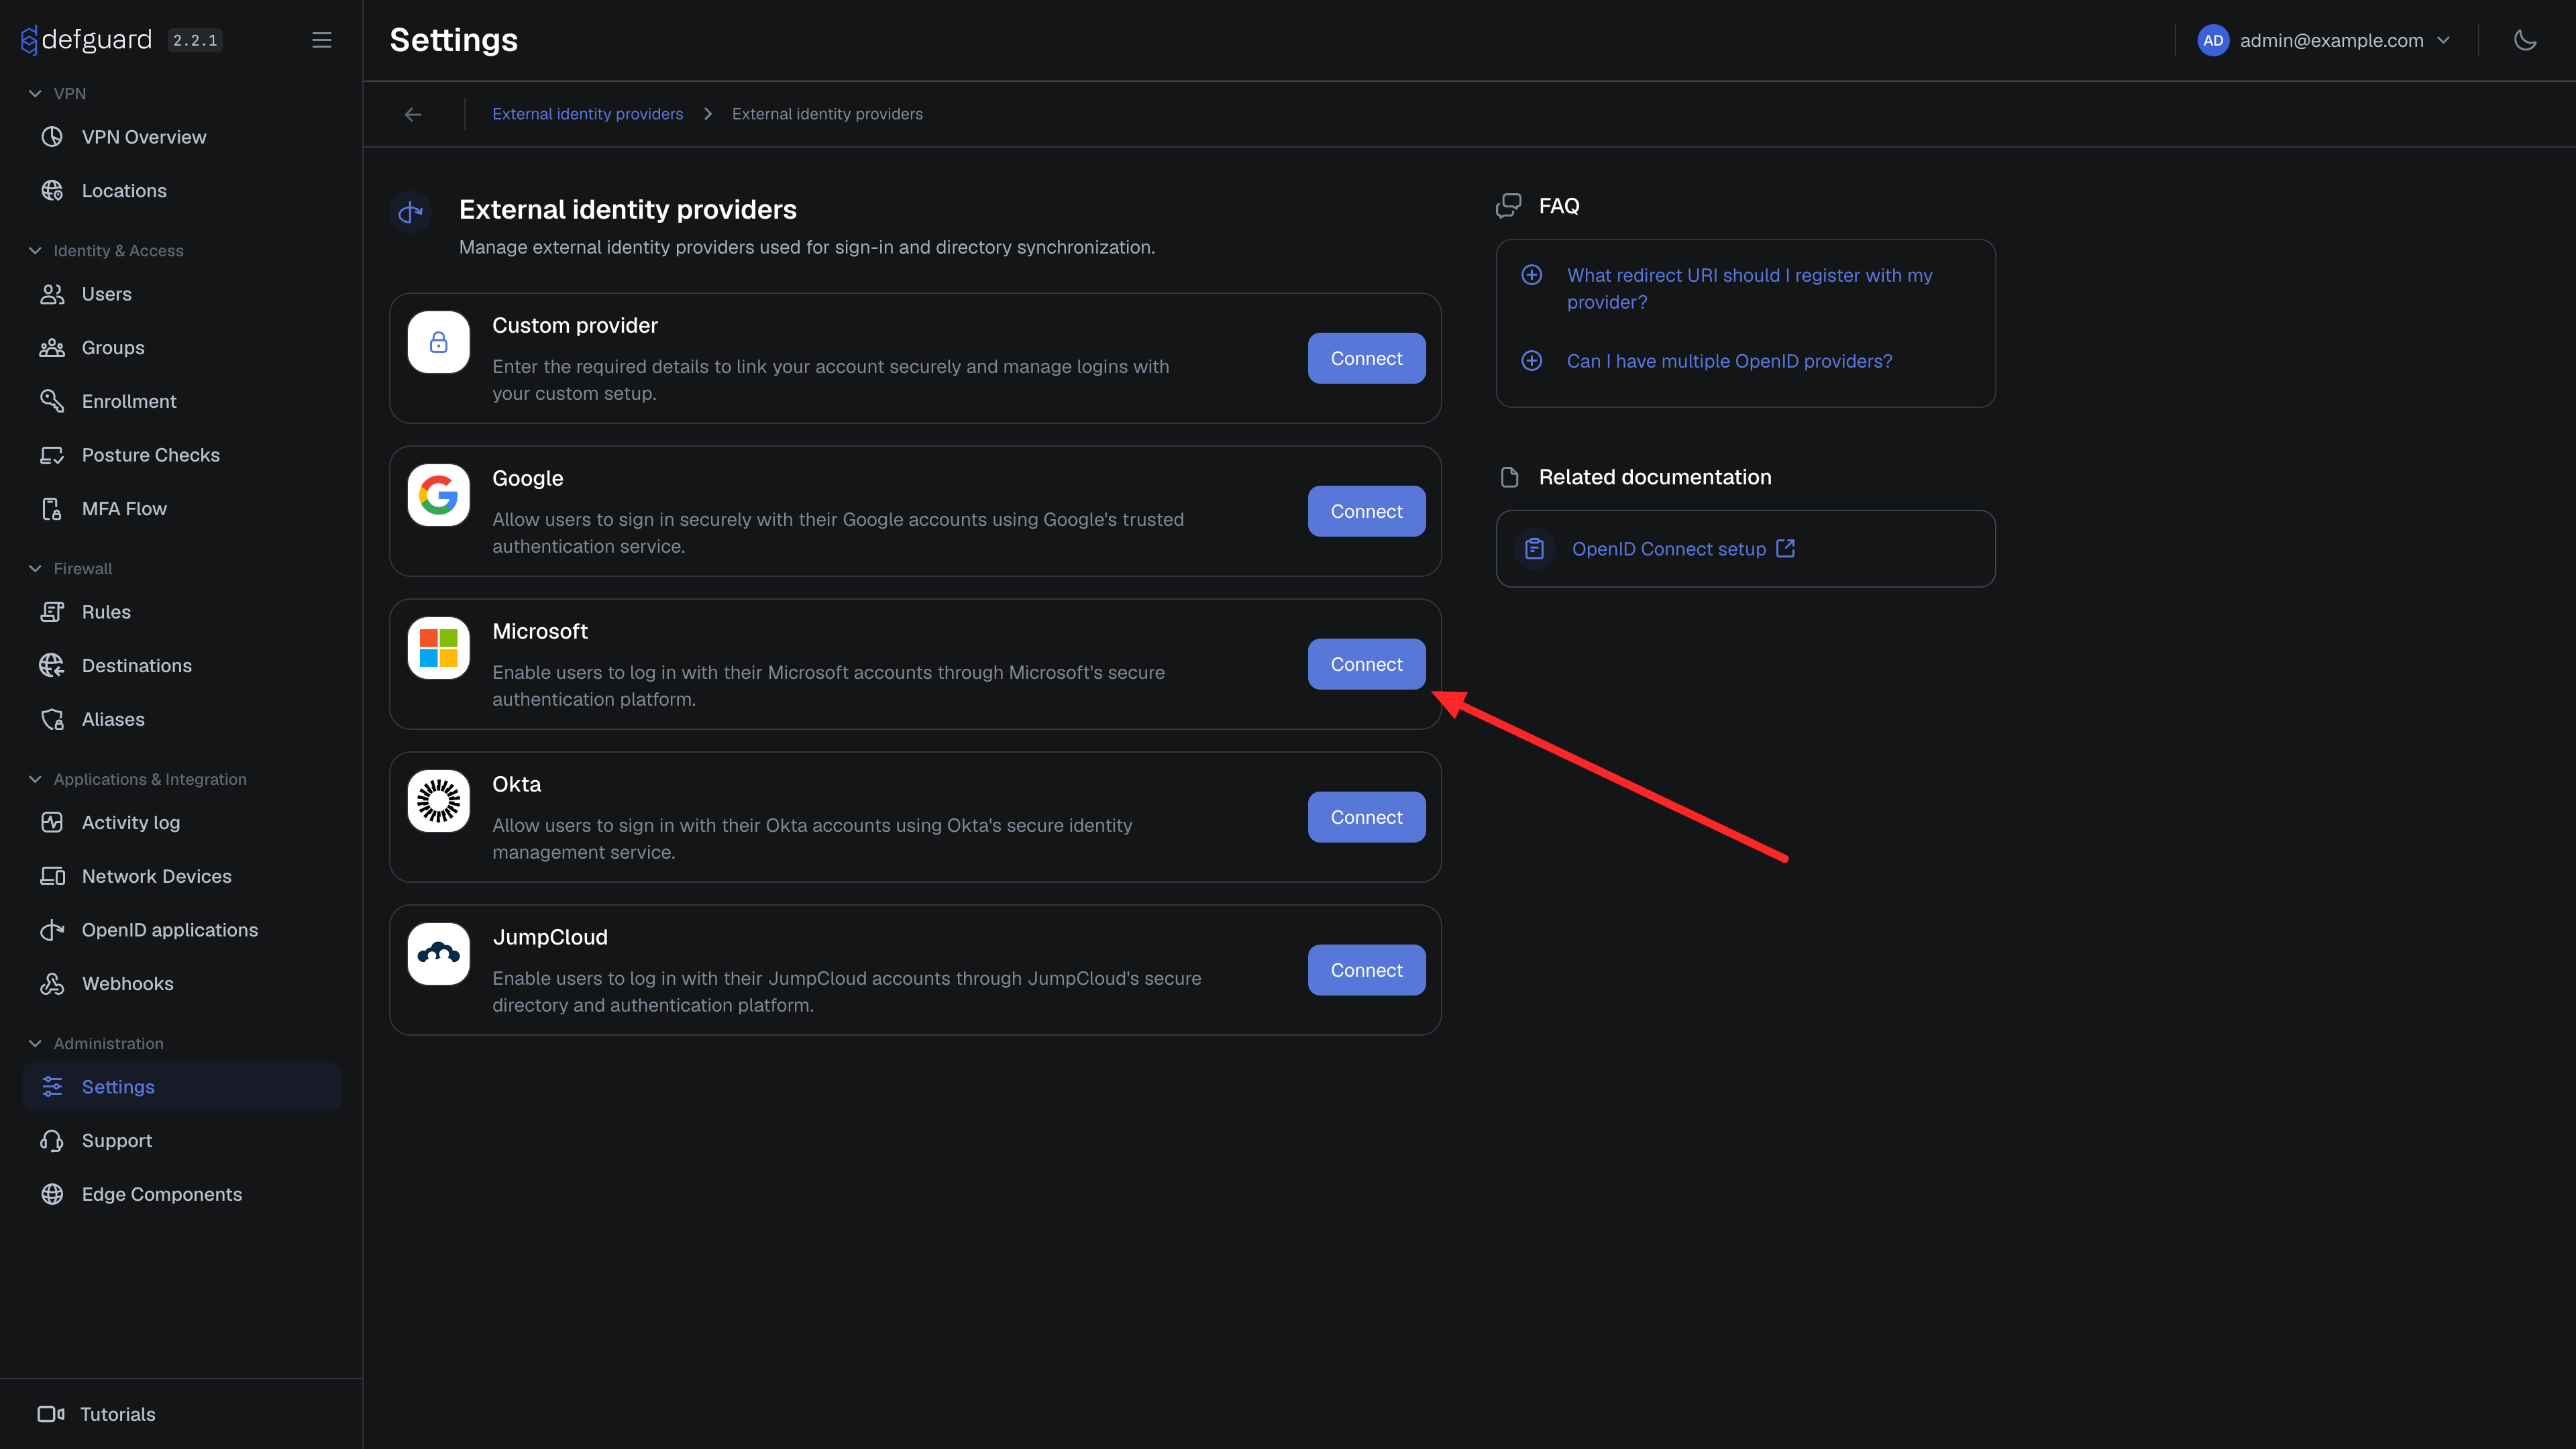 defguard 2.2.1
VPN
VPN Overview
Locations
Identity & Access
Users
Groups
Enrollment
Posture Checks
MFA Flow
Firewall
Rules
Destinations
Aliases
Applications & Integration
Activity log
Network Devices
OpenID applications
Webhooks
Administration
Settings
Support
Edge Components
Tutorials
Settings
AD admin@example.com
External identity providers External identity providers
External identity providers
Manage external identity providers used for sign-in and directory synchronization.
Custom provider
Enter the required details to link your account securely and manage logins with
your custom setup.
Connect
Google
Allow users to sign in securely with their Google accounts using Google's trusted
authentication service.
Connect
Microsoft
Enable users to log in with their Microsoft accounts through Microsoft's secure
authentication platform.
Connect
Okta
Allow users to sign in with their Okta accounts using Okta's secure identity
management service.
Connect
JumpCloud
Enable users to log in with their JumpCloud accounts through JumpCloud's secure
directory and authentication platform.
Connect
FAQ
What redirect URI should I register with my
provider?
Can I have multiple OpenID providers?
Related documentation
OpenID Connect setup